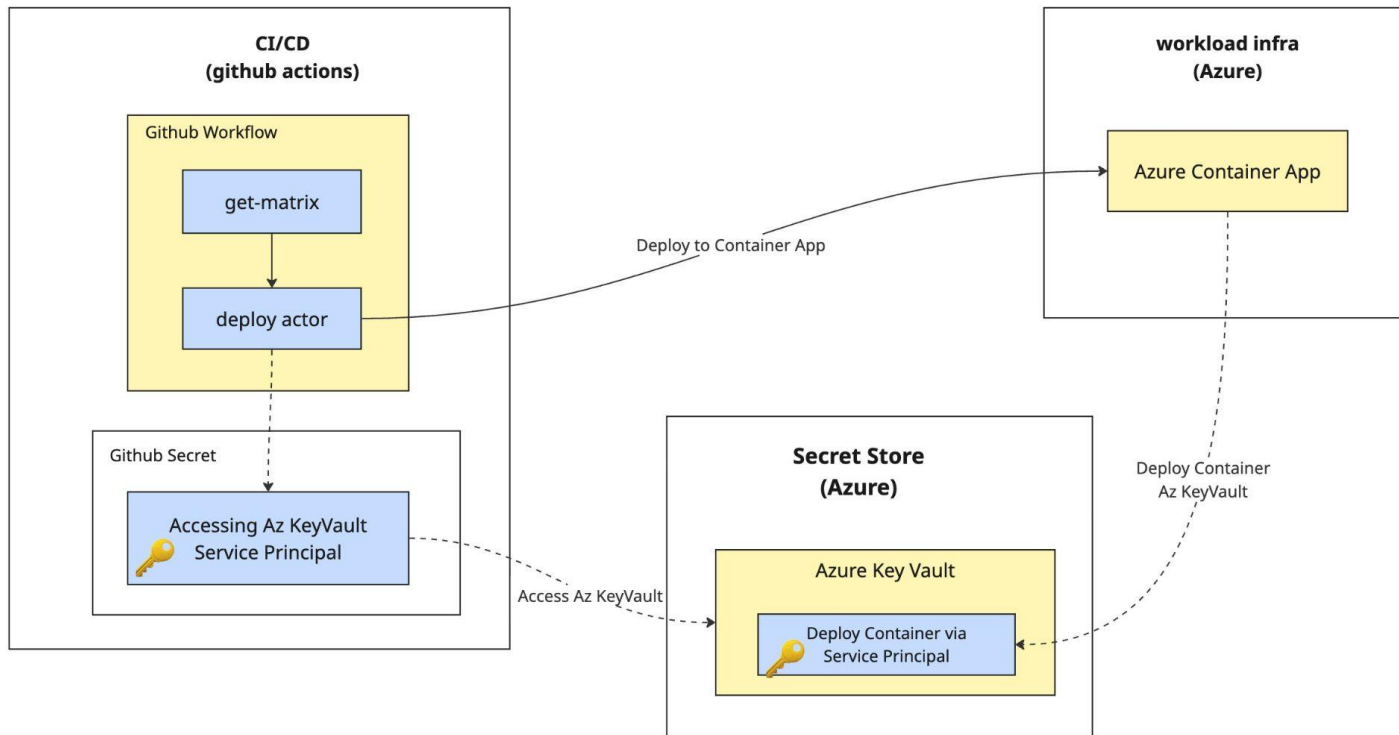 CI/CD
(github actions)
Github Workflow
get-matrix
deploy actor
Github Secret
Accessing Az KeyVault
Service Principal
Deploy to Container App
Access Az KeyVault
workload infra
(Azure)
Azure Container App
Deploy Container
Az KeyVault
Secret Store
(Azure)
Azure Key Vault
Deploy Container via
Service Principal